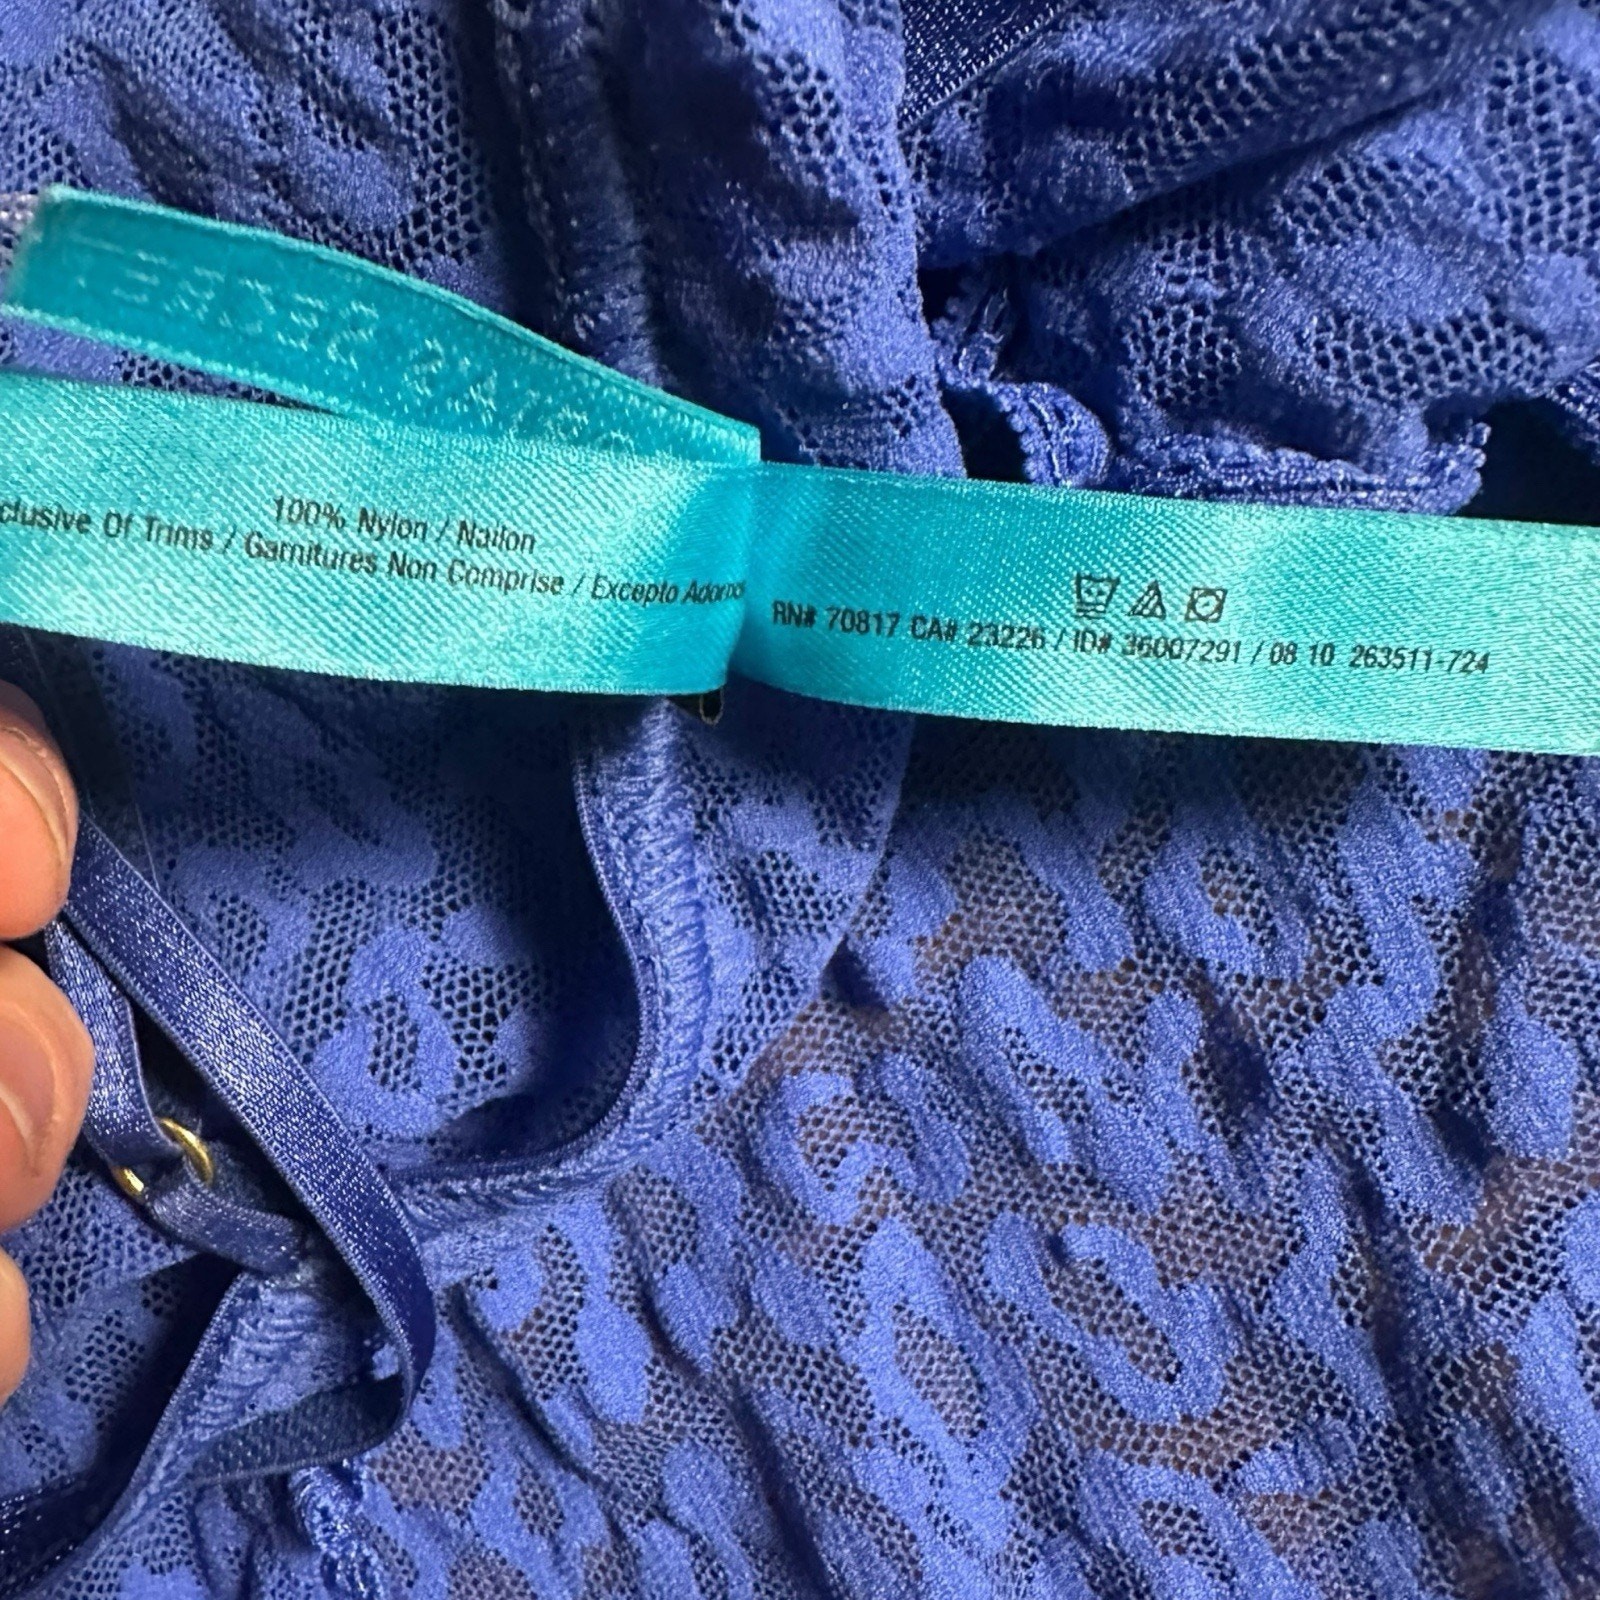 100% Nylon / Nailon
clusive Of Trims / Garnitures Non Comprise / Excepto Adornos
RN# 70817 CA# 23226 / ID# 36007291 / 08 10 263511-724